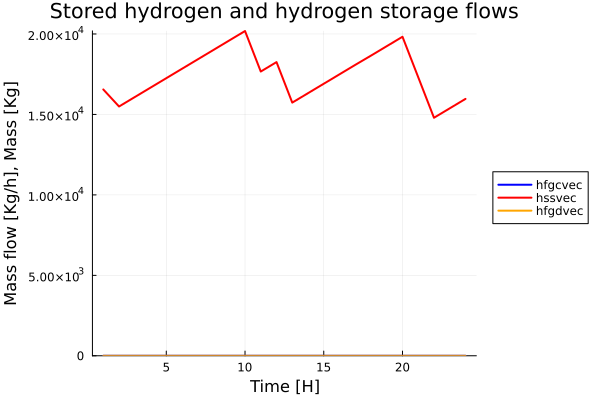 Stored hydrogen and hydrogen storage flows
Mass flow [Kg/h], Mass [Kg]
2.00×10⁴
1.50×10⁴
1.00×10⁴
5.00×10³
0
5
10
15
20
Time [H]
hfgcvec
hssvec
hfgdvec